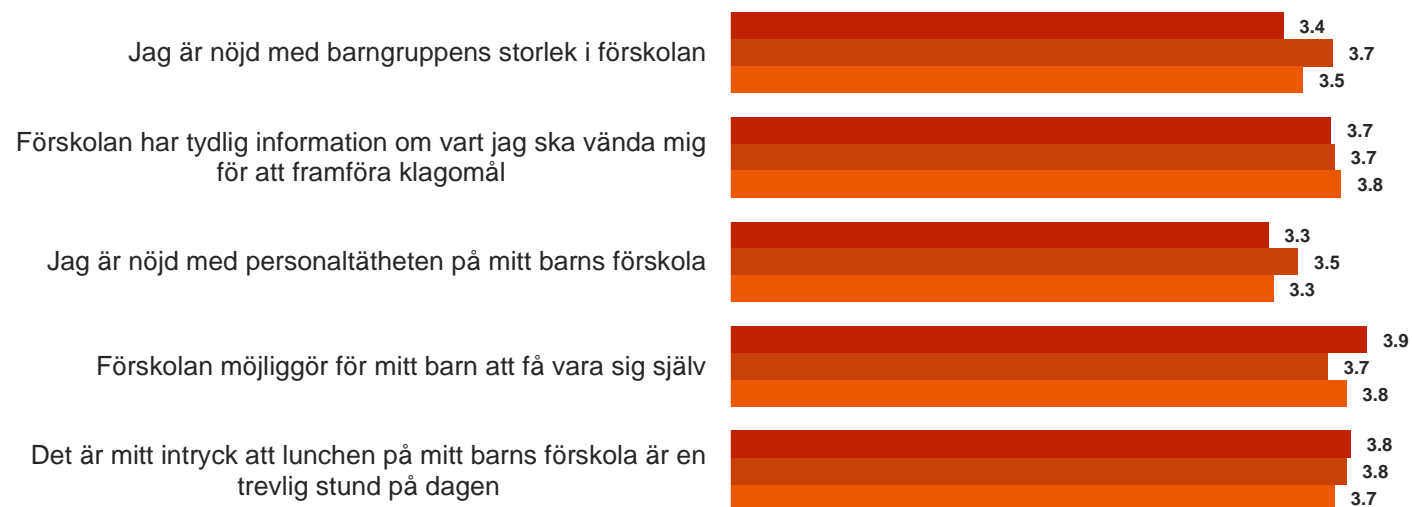 Jag är nöjd med barngruppens storlek i förskolan
3.4
3.7
3.5
Förskolan har tydlig information om vart jag ska vända mig
för att framföra klagomål
3.7
3.7
3.8
Jag är nöjd med personaltätheten på mitt barns förskola
3.3
3.5
3.3
Förskolan möjliggör för mitt barn att få vara sig själv
3.9
3.7
3.8
Det är mitt intryck att lunchen på mitt barns förskola är en
trevlig stund på dagen
3.8
3.8
3.7